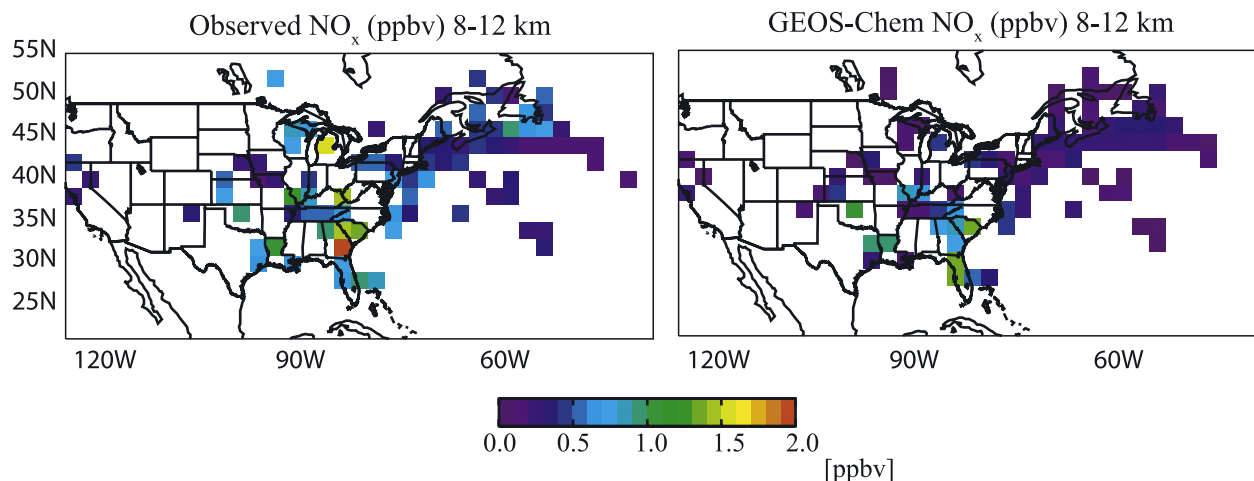 Observed NOx (ppbv) 8-12 km
GEOS-Chem NOx (ppbv) 8-12 km
55N
50N
45N
40N
35N
30N
25N
120W 90W 60W
120W 90W 60W
0.0 0.5 1.0 1.5 2.0
[ppbv]